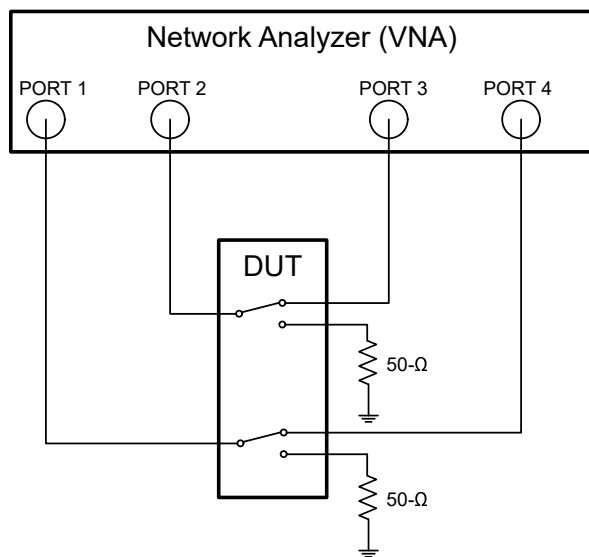 Network Analyzer (VNA)
PORT 1 PORT 2 PORT 3 PORT 4
DUT
50-Ω
50-Ω